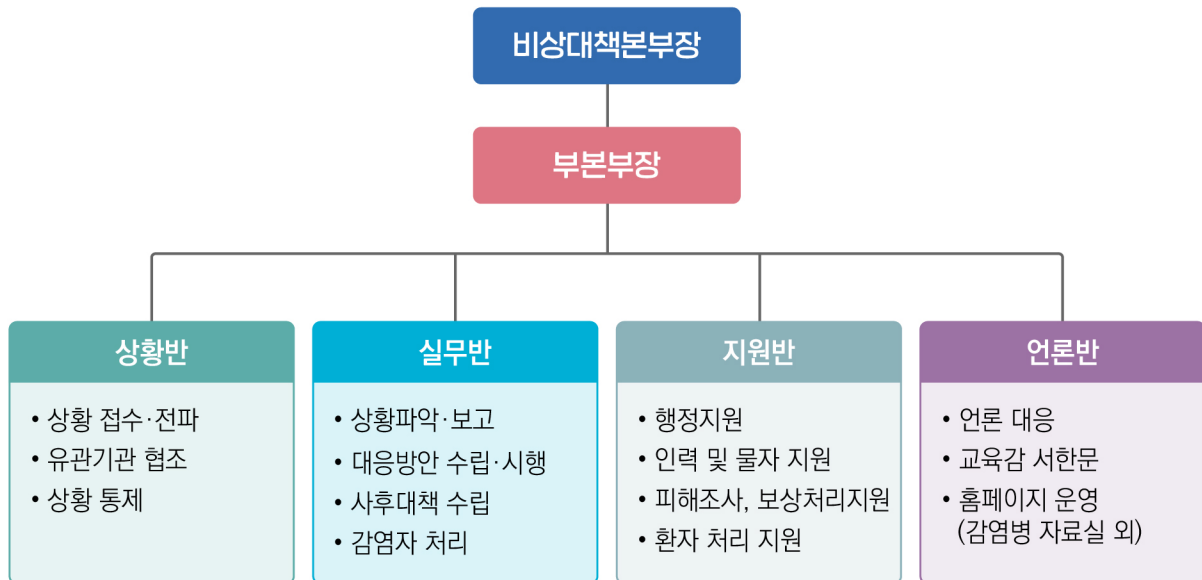 비상대책본부장
부본부장
상황반
• 상황 접수·전파
• 유관기관 협조
• 상황 통제
실무반
• 상황파악·보고
• 대응방안 수립·시행
• 사후대책 수립
• 감염자 처리
지원반
• 행정지원
• 인력 및 물자 지원
• 피해조사, 보상처리지원
• 환자 처리 지원
언론반
• 언론 대응
• 교육감 서한문
• 홈페이지 운영
(감염병 자료실 외)